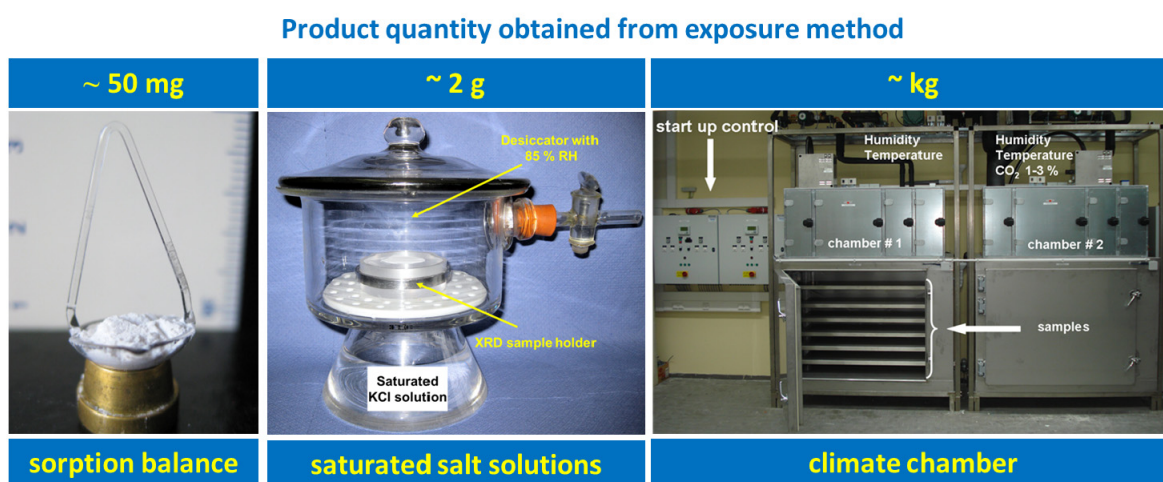 Product quantity obtained from exposure method
~ 50 mg
~ 2 g
~ kg
Desiccator with
85 % RH
XRD sample holder
Saturated
KCl solution
start up control
Humidity
Temperature
Humidity
Temperature
CO₂ 1-3 %
chamber # 1
chamber # 2
samples
sorption balance
saturated salt solutions
climate chamber